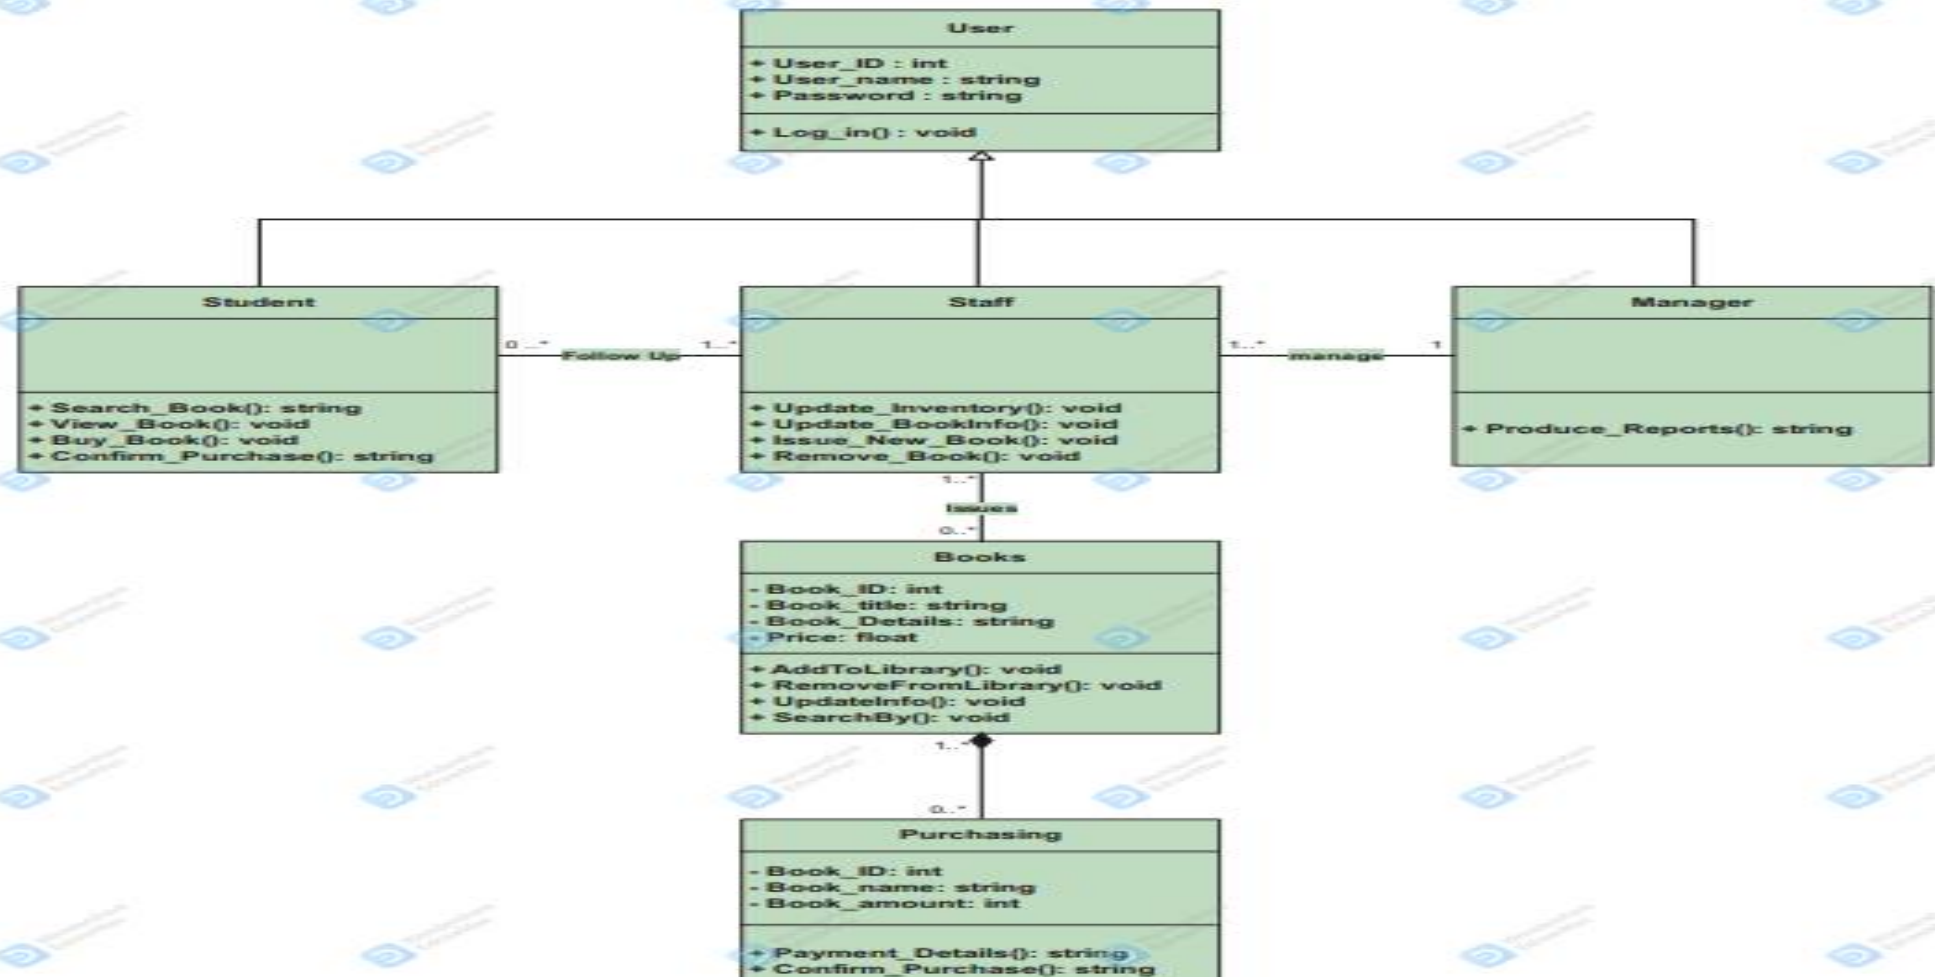 User
+ User_ID : int
+ User_name : string
+ Password : string
+ Log_in() : void
Student
+ Search_Book(): string
+ View_Book(): void
+ Buy_Book(): void
+ Confirm_Purchase(): string
0 ...*
Follow Up
1...*
Staff
+ Update_Inventory(): void
+ Update_BookInfo(): void
+ Issue_New_Book(): void
+ Remove_Book(): void
1...*
manage
1
Manager
+ Produce_Reports(): string
1...*
Issues
0..*
Books
- Book_ID: int
- Book_title: string
- Book_Details: string
- Price: float
+ AddToLibrary(): void
+ RemoveFromLibrary(): void
+ UpdateInfo(): void
+ SearchBy(): void
1..*
0..*
Purchasing
- Book_ID: int
- Book_name: string
- Book_amount: int
+ Payment_Details(): string
+ Confirm_Purchase(): string